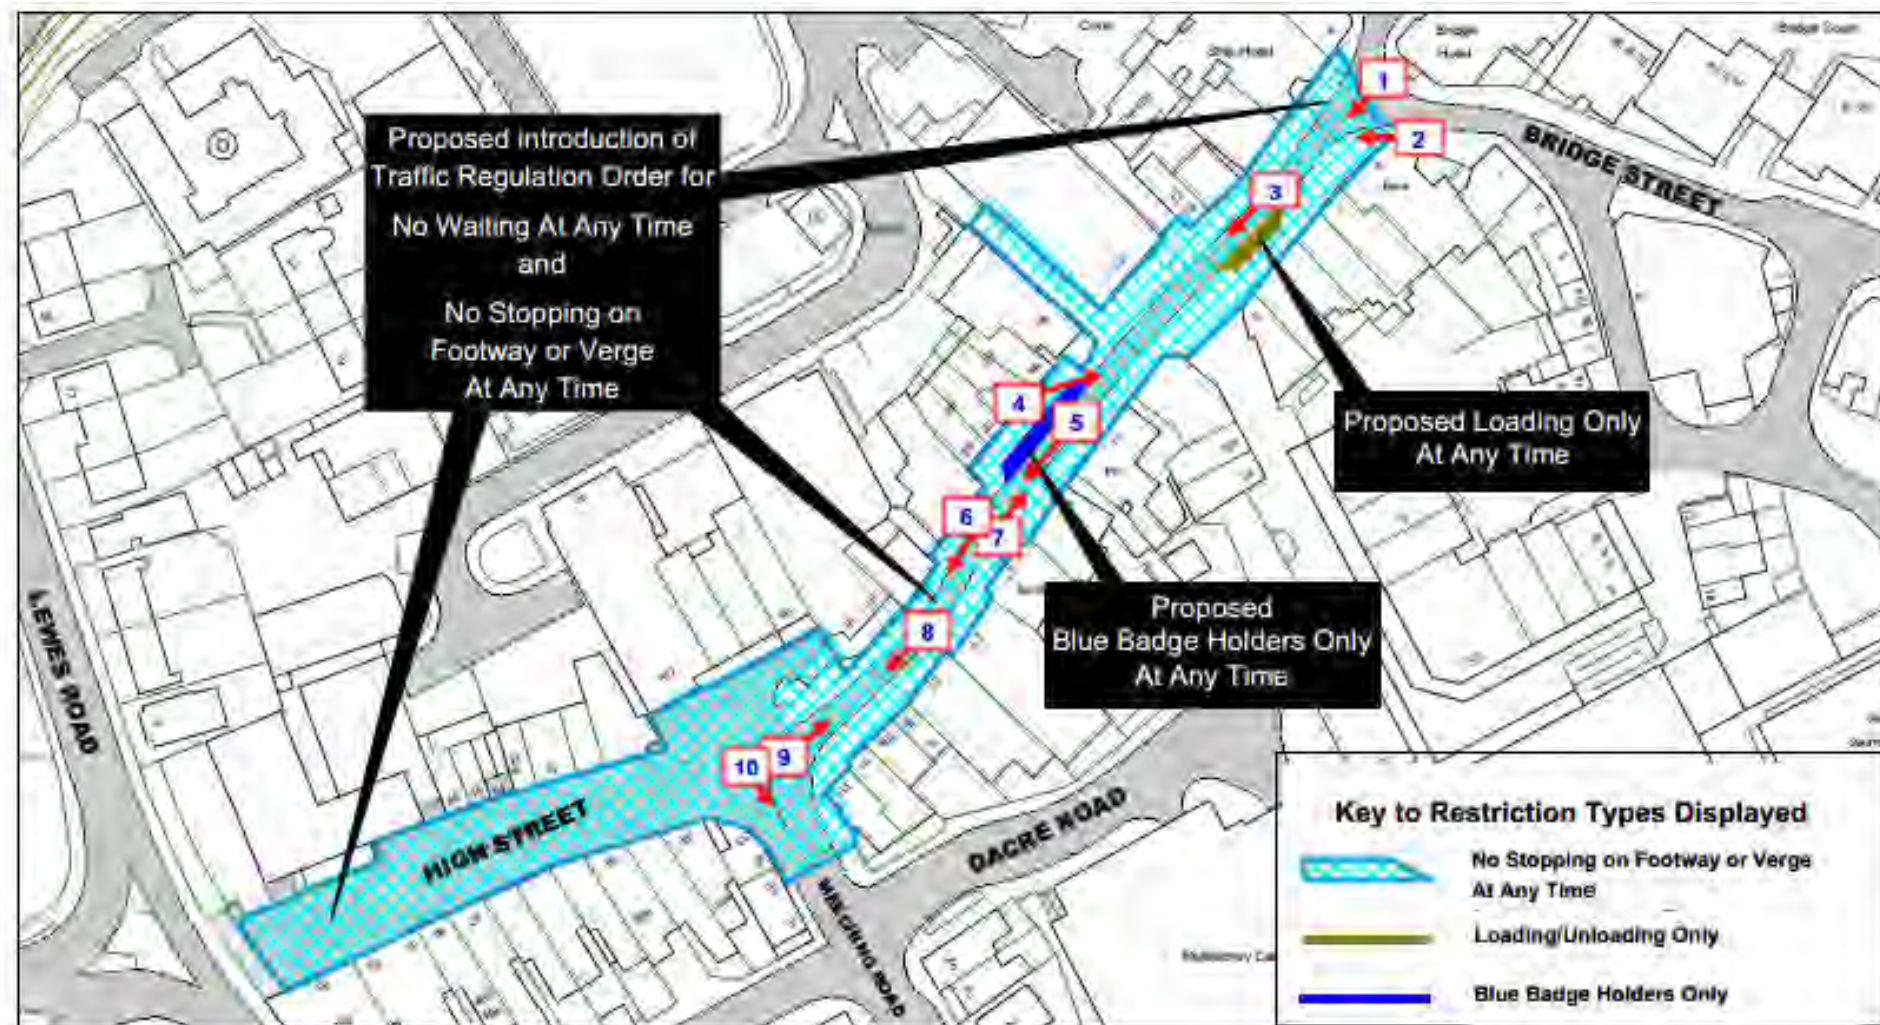 Proposed introduction of
Traffic Regulation Order for
No Waiting At Any Time
and
No Stopping on
Footway or Verge
At Any Time
1
2
BRIDGE STREET
3
4
5
Proposed Loading Only
At Any Time
6
7
8
Proposed
Blue Badge Holders Only
At Any Time
LEWES ROAD
9
10
HIGH STREET
DACRE ROAD
MALLING ROAD
Key to Restriction Types Displayed
No Stopping on Footway or Verge
At Any Time
Loading/Unloading Only
Blue Badge Holders Only